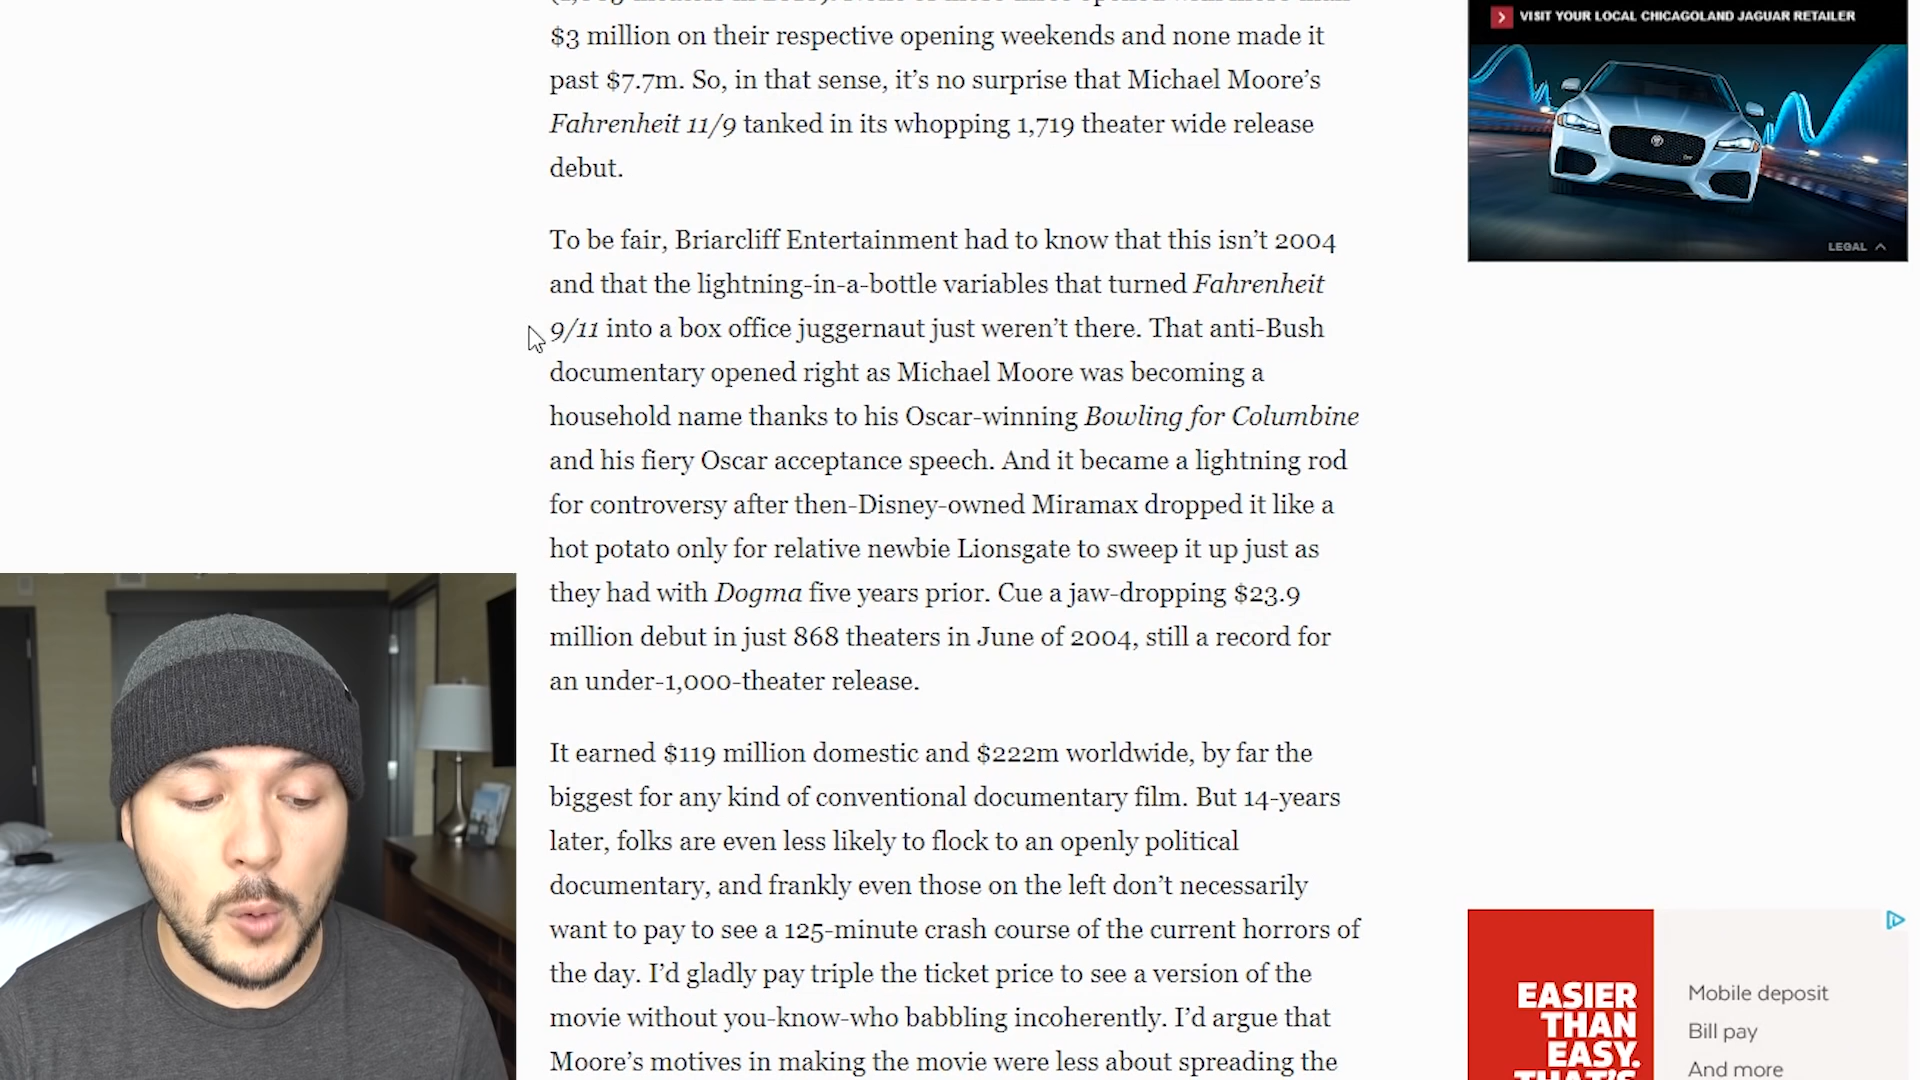 $3 million on their respective opening weekends and none made it
past $7.7m. So, in that sense, it’s no surprise that Michael Moore’s
Fahrenheit 11/9 tanked in its whopping 1,719 theater wide release
debut.
To be fair, Briarcliff Entertainment had to know that this isn’t 2004
and that the lightning-in-a-bottle variables that turned Fahrenheit
9/11 into a box office juggernaut just weren’t there. That anti-Bush
documentary opened right as Michael Moore was becoming a
household name thanks to his Oscar-winning Bowling for Columbine
and his fiery Oscar acceptance speech. And it became a lightning rod
for controversy after then-Disney-owned Miramax dropped it like a
hot potato only for relative newbie Lionsgate to sweep it up just as
they had with Dogma five years prior. Cue a jaw-dropping $23.9
million debut in just 868 theaters in June of 2004, still a record for
an under-1,000-theater release.
It earned $119 million domestic and $222m worldwide, by far the
biggest for any kind of conventional documentary film. But 14-years
later, folks are even less likely to flock to an openly political
documentary, and frankly even those on the left don’t necessarily
want to pay to see a 125-minute crash course of the current horrors of
the day. I’d gladly pay triple the ticket price to see a version of the
movie without you-know-who babbling incoherently. I’d argue that
Moore’s motives in making the movie were less about spreading the
VISIT YOUR LOCAL CHICAGOLAND JAGUAR RETAILER
LEGAL
EASIER
THAN
EASY.
THAT'S
Mobile deposit
Bill pay
And more